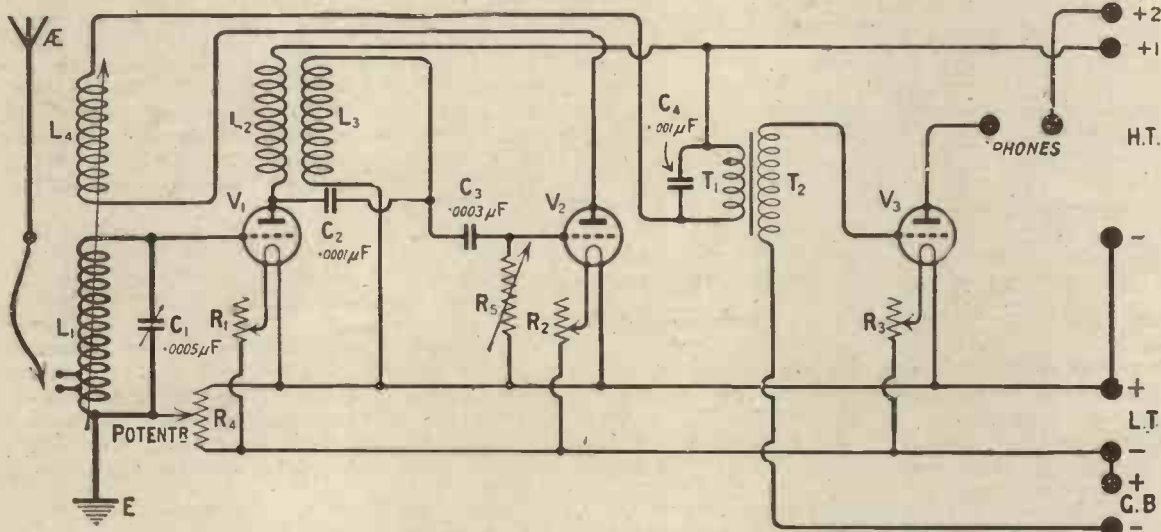 Æ
+2
+1
L4
L2
L3
C4
.001µF
PHONES
H.T.
T1
T2
V1
C3
.0003µF
V2
V3
C2
.0001µF
-
L1
C1
.0005µF
R1
R5
R2
R3
+
POTENTR
R4
L.T.
-
+
E
G.B
-